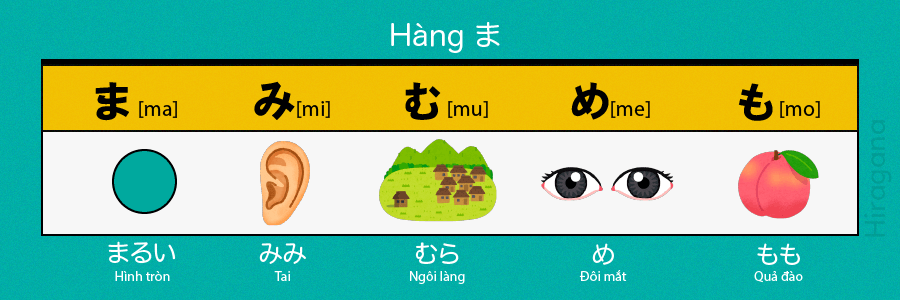 Hàng ま
ま [ma] み[mi] む [mu] め[me] も[mo]
まるい みみ むら め もも
Hình tròn Tai Ngôi làng Đôi mắt Quả đào
Hiragana